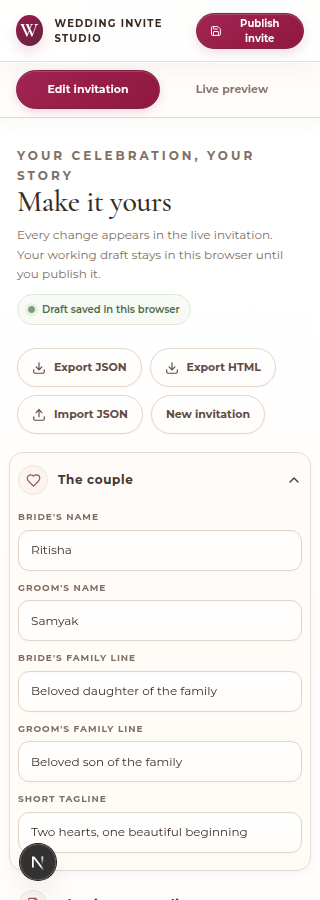 W
WEDDING INVITE
STUDIO
Publish
invite
Edit invitation
Live preview
YOUR CELEBRATION, YOUR
STORY
Make it yours
Every change appears in the live invitation.
Your working draft stays in this browser until
you publish it.
Draft saved in this browser
Export JSON
Export HTML
Import JSON
New invitation
The couple
BRIDE'S NAME
Ritisha
GROOM'S NAME
Samyak
BRIDE'S FAMILY LINE
Beloved daughter of the family
GROOM'S FAMILY LINE
Beloved son of the family
SHORT TAGLINE
Two hearts, one beautiful beginning
N